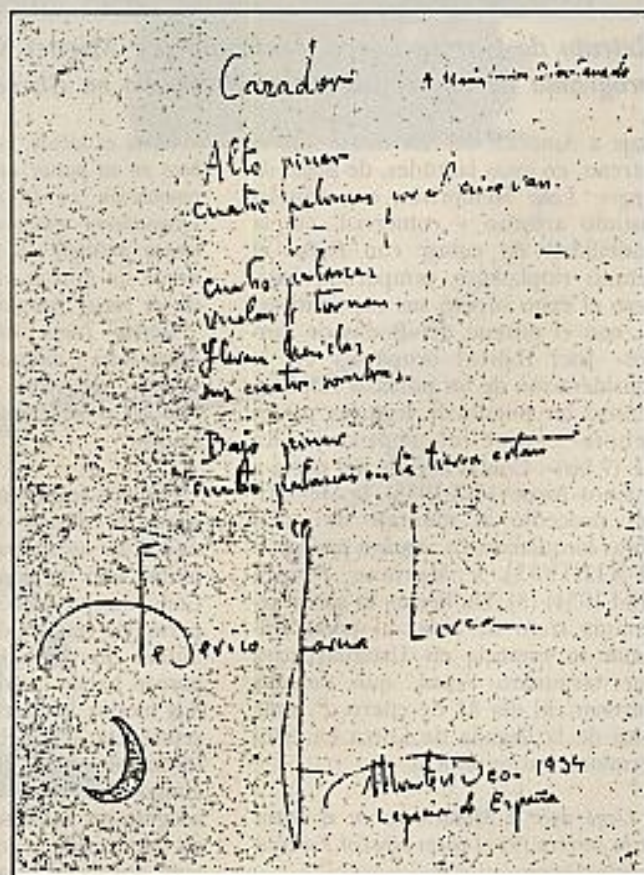 Cazador
Alto pinar
cuatro palomas por el aire van.
cuatro palomas
vuelan y tornan
llevan heridas
sus cuatro sombras.
Bajo pinar
cuatro palomas en la tierra están
Federico García Lorca
Montevideo - 1934
Legación de España